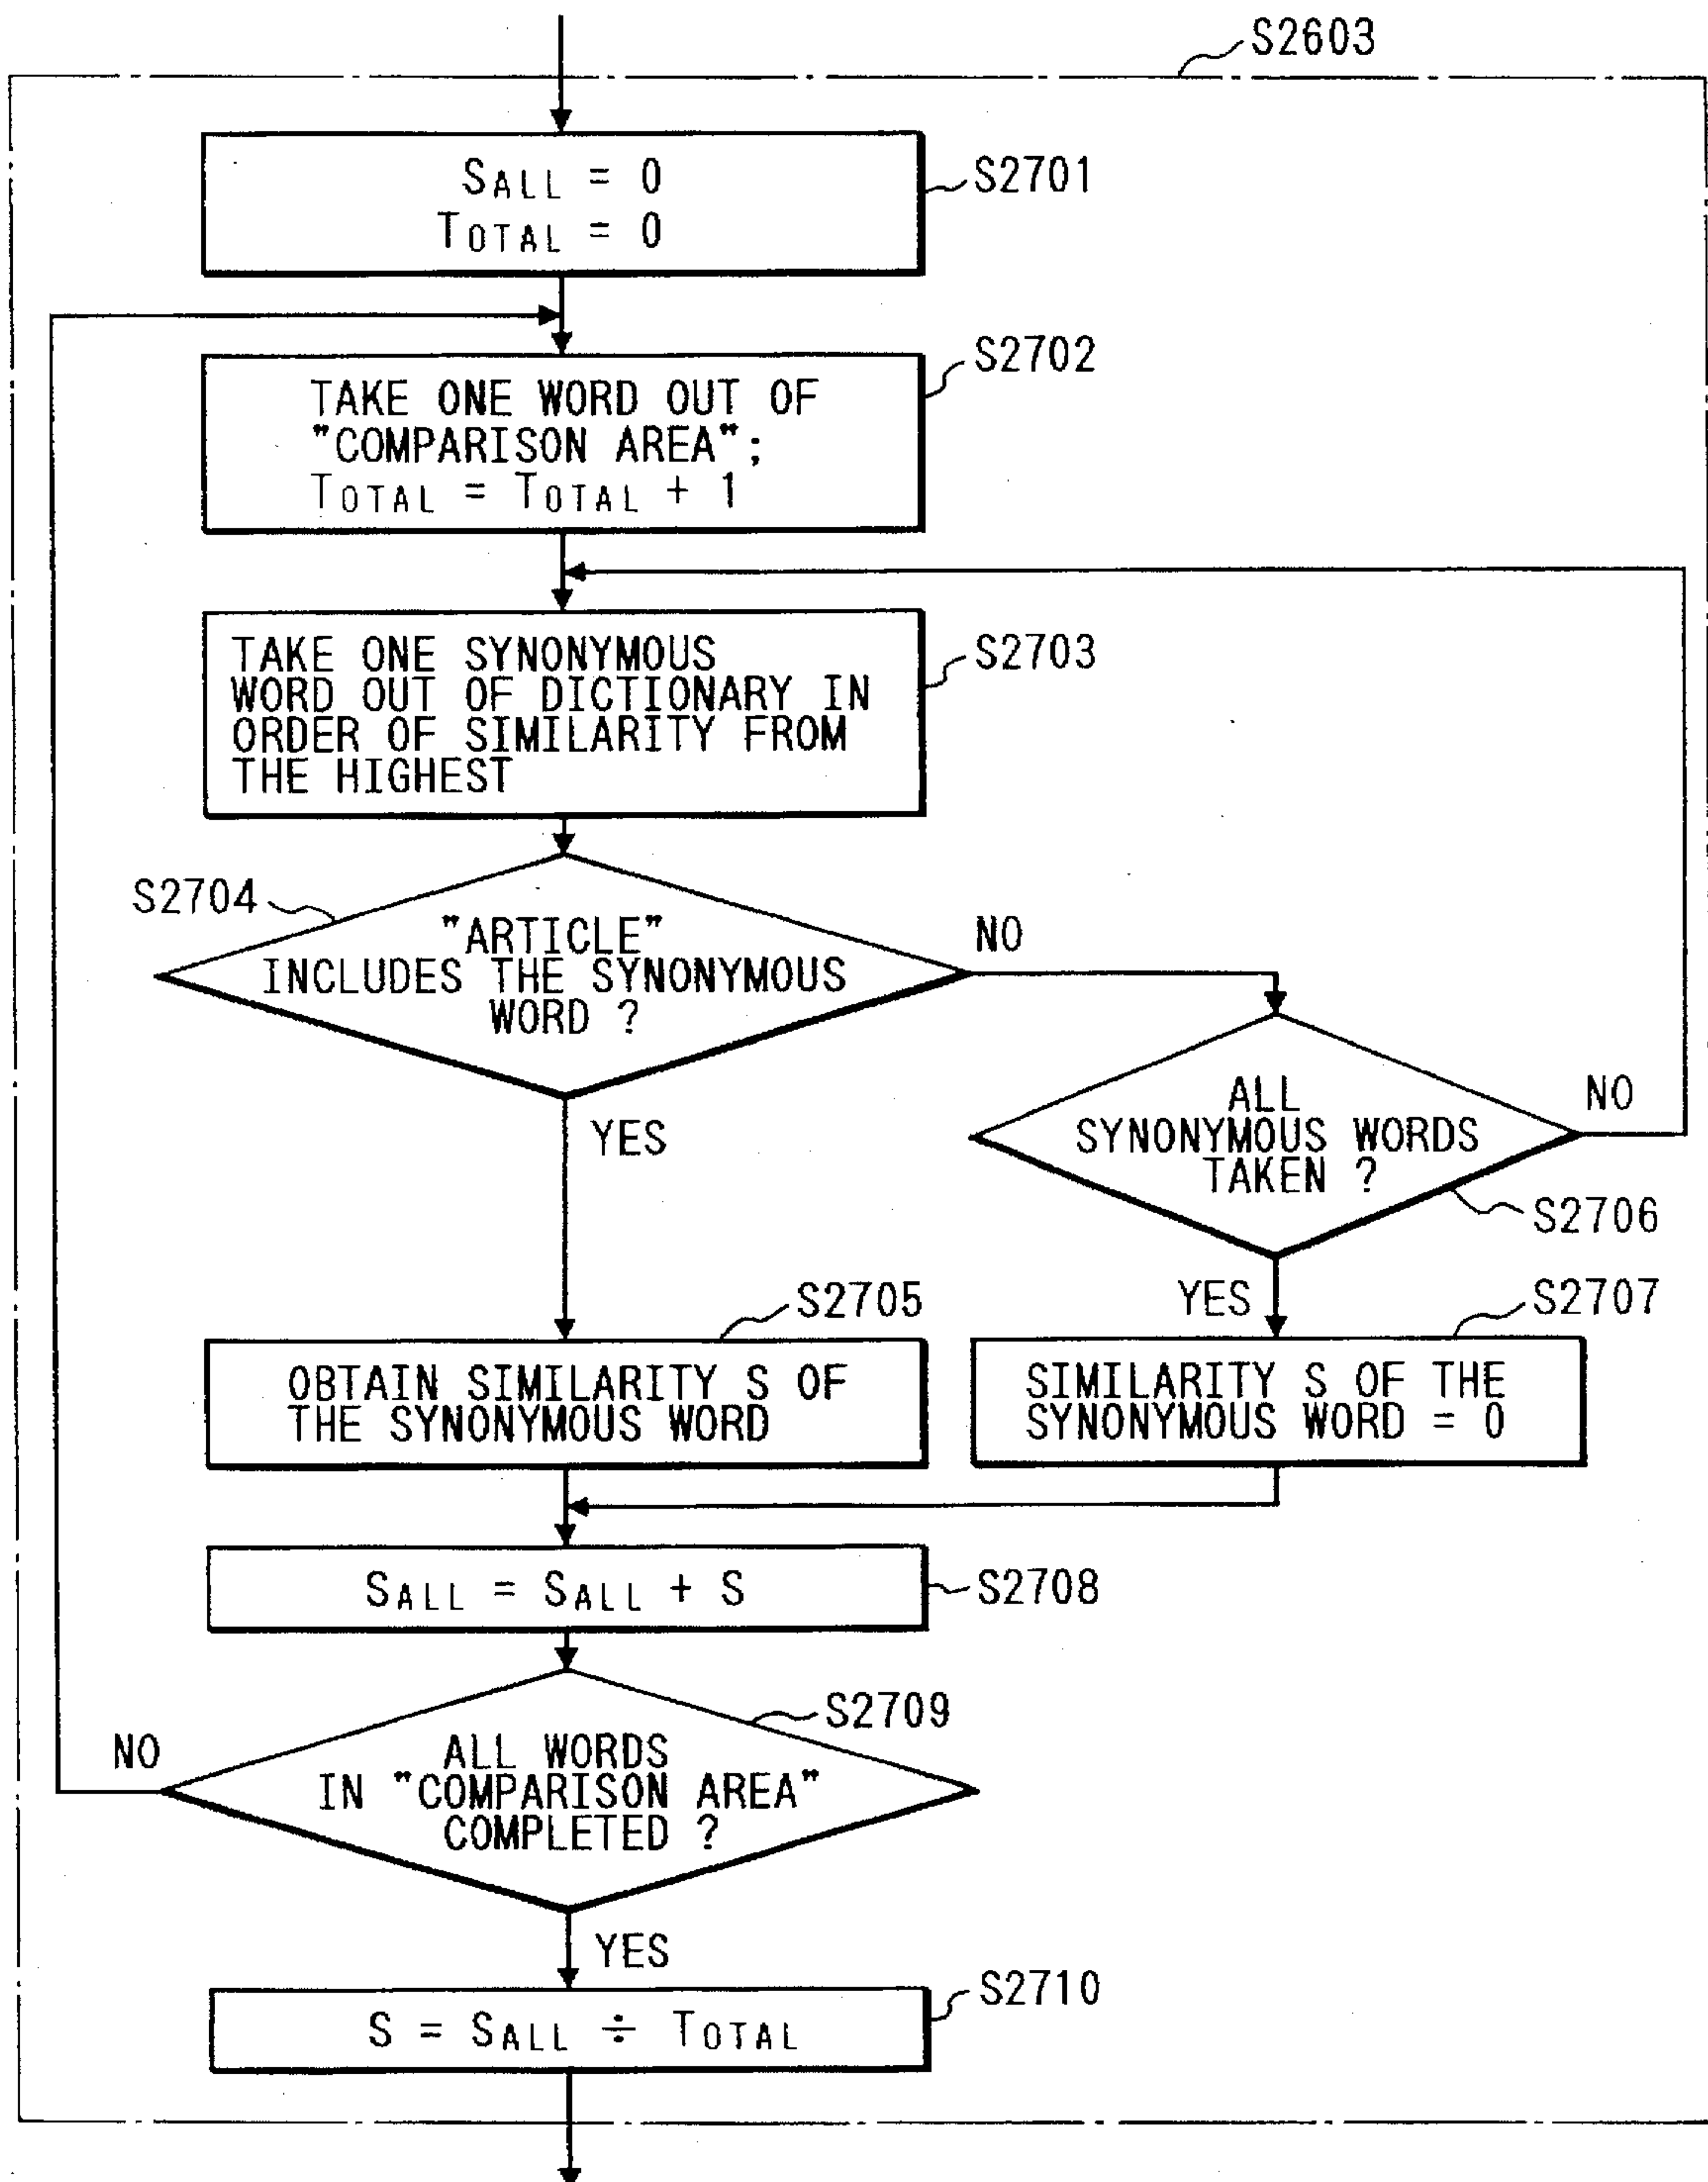 S2603
SALL = 0
TOTAL = 0
S2701
S2702
TAKE ONE WORD OUT OF
"COMPARISON AREA";
TOTAL = TOTAL + 1
S2703
TAKE ONE SYNONYMOUS
WORD OUT OF DICTIONARY IN
ORDER OF SIMILARITY FROM
THE HIGHEST
S2704
"ARTICLE"
INCLUDES THE SYNONYMOUS
WORD ?
NO
YES
ALL
SYNONYMOUS WORDS
TAKEN ?
NO
S2706
YES
S2705
S2707
OBTAIN SIMILARITY S OF
THE SYNONYMOUS WORD
SIMILARITY S OF THE
SYNONYMOUS WORD = 0
SALL = SALL + S
S2708
S2709
NO
ALL WORDS
IN "COMPARISON AREA"
COMPLETED ?
YES
S2710
S = SALL ÷ TOTAL